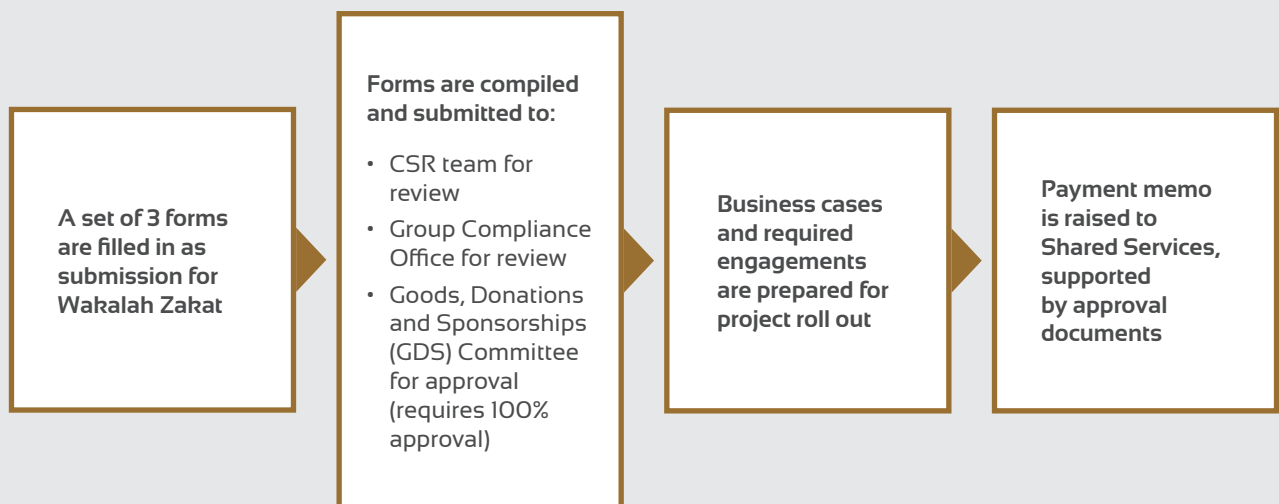 A set of 3 forms
are filled in as
submission for
Wakalah Zakat
Forms are compiled
and submitted to:
• CSR team for
review
• Group Compliance
Office for review
• Goods, Donations
and Sponsorships
(GDS) Committee
for approval
(requires 100%
approval)
Business cases
and required
engagements
are prepared for
project roll out
Payment memo
is raised to
Shared Services,
supported
by approval
documents